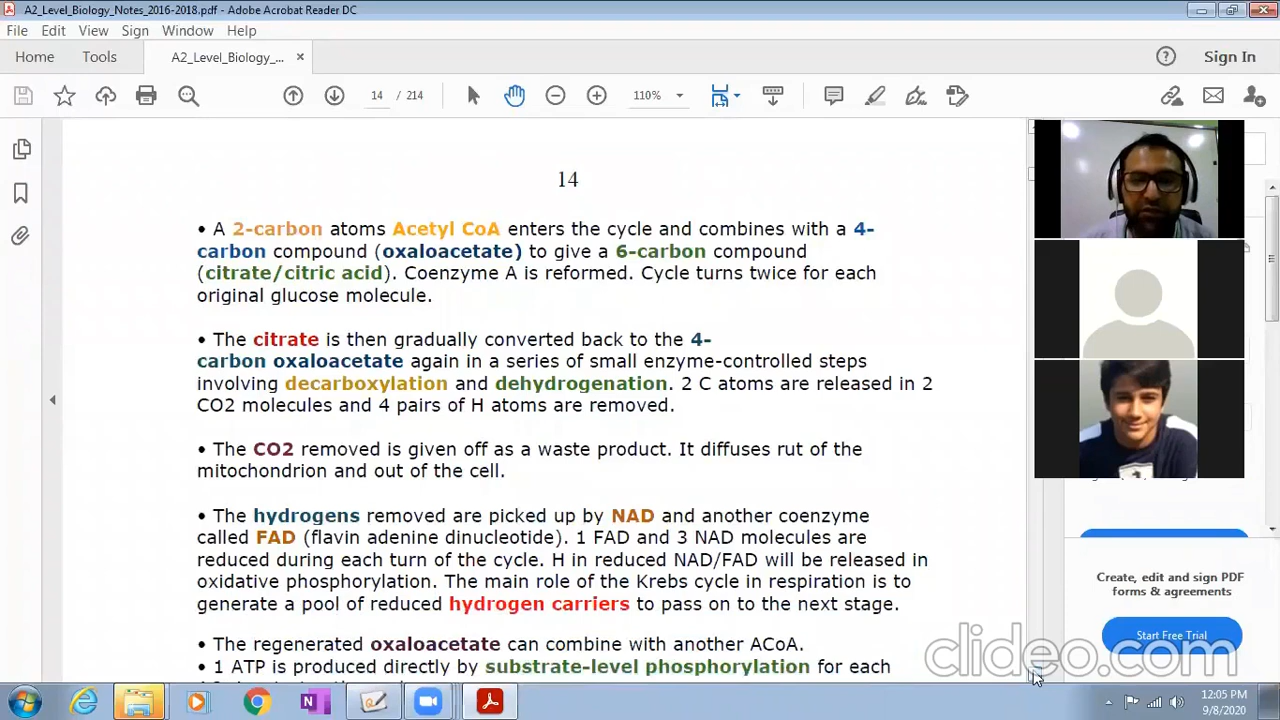 A2_Level_Biology_Notes_2016-2018.pdf - Adobe Acrobat Reader DC
File Edit View Sign Window Help
Home Tools A2_Level_Biology_... × Sign In
14 / 214 110%
14
• A 2-carbon atoms Acetyl CoA enters the cycle and combines with a 4-
carbon compound (oxaloacetate) to give a 6-carbon compound
(citrate/citric acid). Coenzyme A is reformed. Cycle turns twice for each
original glucose molecule.
• The citrate is then gradually converted back to the 4-
carbon oxaloacetate again in a series of small enzyme-controlled steps
involving decarboxylation and dehydrogenation. 2 C atoms are released in 2
CO2 molecules and 4 pairs of H atoms are removed.
• The CO2 removed is given off as a waste product. It diffuses rut of the
mitochondrion and out of the cell.
• The hydrogens removed are picked up by NAD and another coenzyme
called FAD (flavin adenine dinucleotide). 1 FAD and 3 NAD molecules are
reduced during each turn of the cycle. H in reduced NAD/FAD will be released in
oxidative phosphorylation. The main role of the Krebs cycle in respiration is to
generate a pool of reduced hydrogen carriers to pass on to the next stage.
• The regenerated oxaloacetate can combine with another ACoA.
• 1 ATP is produced directly by substrate-level phosphorylation for each
Create, edit and sign PDF
forms & agreements
Start Free Trial
clideo.com
12:05 PM
9/8/2020